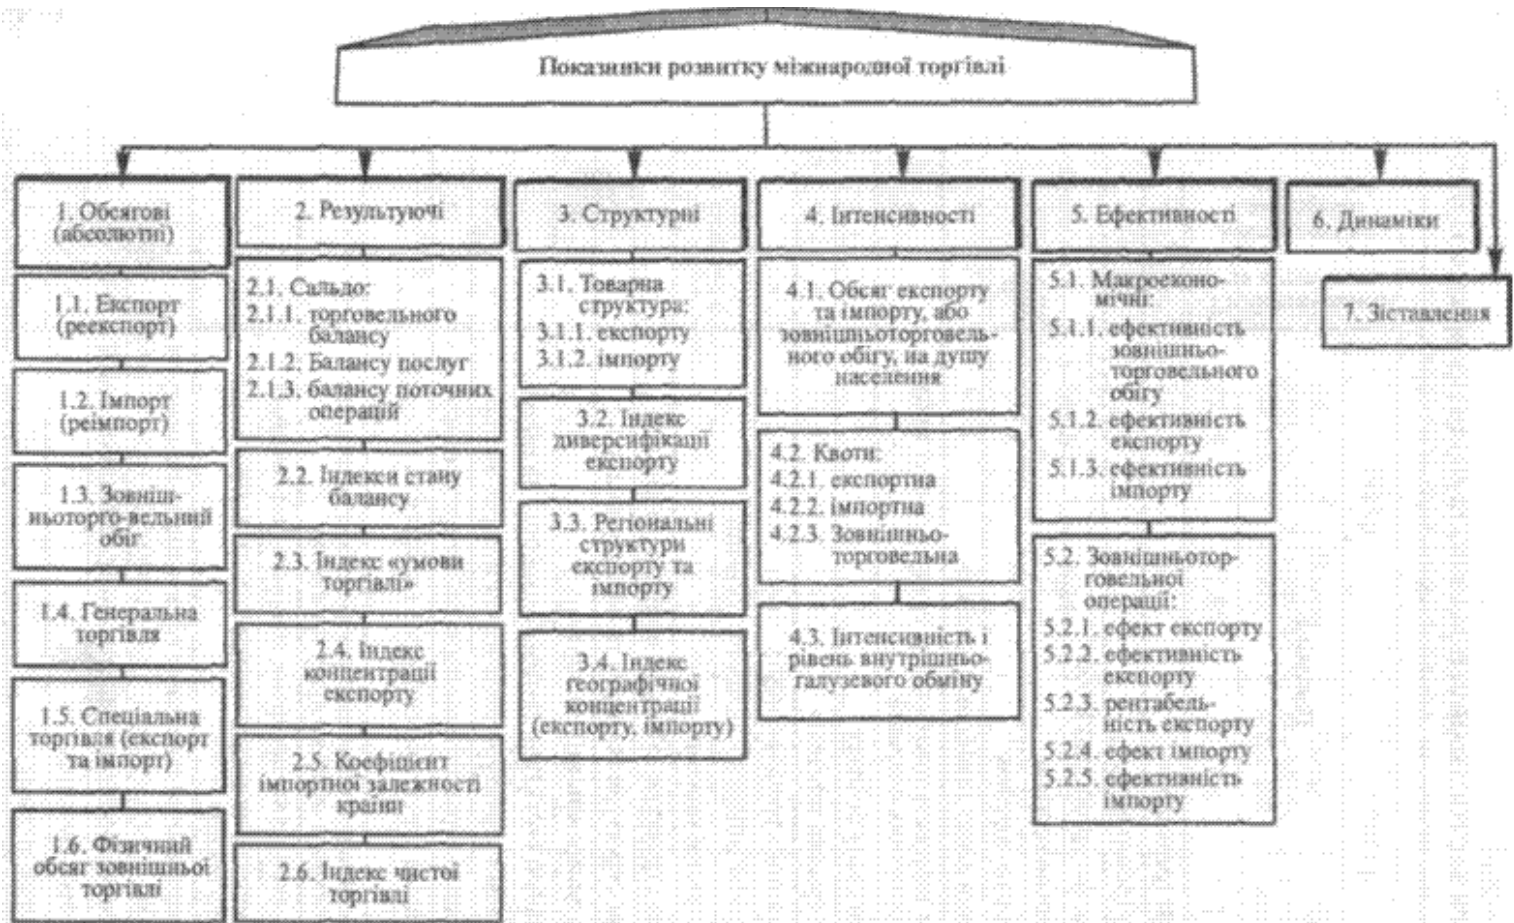 Показники розвитку міжнародної торгівлі
1. Обсягові
(абсолютні)
1.1. Експорт
(реекспорт)
1.2. Імпорт
(реімпорт)
1.3. Зовніш-
ньоторго-вельний
обіг
1.4. Генеральна
торгівля
1.5. Спеціальна
торгівля (експорт
та імпорт)
1.6. Фізичний
обсяг зовнішньої
торгівлі
2. Результуючі
2.1. Сальдо:
2.1.1. торговельного
балансу
2.1.2. Балансу послуг
2.1.3. балансу поточних
операцій
2.2. Індекси стану
балансу
2.3. Індекс «умови
торгівлі»
2.4. Індекс
концентрації
експорту
2.5. Коефіцієнт
імпортної залежності
країни
2.6. Індекс чистої
торгівлі
3. Структурні
3.1. Товарна
структура:
3.1.1. експорту
3.1.2. імпорту
3.2. Індекс
диверсифікації
експорту
3.3. Регіональні
структури
експорту та
імпорту
3.4. Індекс
географічної
концентрації
(експорту, імпорту)
4. Інтенсивності
4.1. Обсяг експорту
та імпорту, або
зовнішньоторговель-
ного обігу, на душу
населення
4.2. Квоти:
4.2.1. експортна
4.2.2. імпортна
4.2.3. Зовнішньо-
торговельна
4.3. Інтенсивність і
рівень внутрішньо-
галузевого обміну
5. Ефективності
5.1. Макроеконо-
мічні:
5.1.1. ефективність
зовнішньо-
торговельного
обігу
5.1.2. ефективність
експорту
5.1.3. ефективність
імпорту
5.2. Зовнішньотор-
говельної
операції:
5.2.1. ефект експорту
5.2.2. ефективність
експорту
5.2.3. рентабель-
ність експорту
5.2.4. ефект імпорту
5.2.5. ефективність
імпорту
6. Динаміки
7. Зіставлення